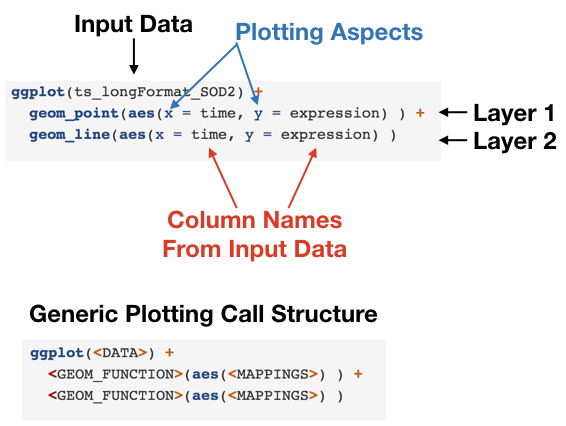 Input Data
Plotting Aspects
ggplot(ts_longFormat_SOD2) +
geom_point(aes(x = time, y = expression) ) +
geom_line(aes(x = time, y = expression) )
Layer 1
Layer 2
Column Names
From Input Data
Generic Plotting Call Structure
ggplot(<DATA>) +
<GEOM_FUNCTION>(aes(<MAPPINGS>) ) +
<GEOM_FUNCTION>(aes(<MAPPINGS>) )